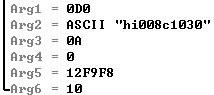 Arg1 = 0D0
Arg2 = ASCII "hi008c1030"
Arg3 = 0A
Arg4 = 0
Arg5 = 12F9F8
Arg6 = 10